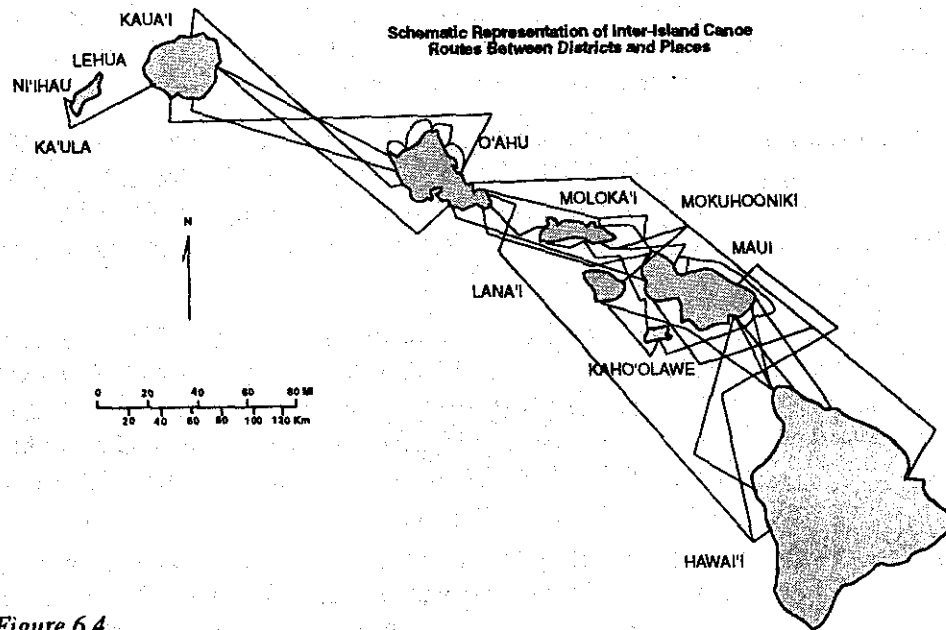 KAUA'I
Schematic Representation of Inter-Island Canoe
Routes Between Districts and Places
LEHUA
NI'IHAU
KA'ULA
O'AHU
MOLOKA'I
MOKUHOONIKI
MAUI
N
LANA'I
KAHO'OLAWE
0 20 40 60 80 MI
20 40 60 80 100 120 Km
HAWAI'I
Figure 6.4